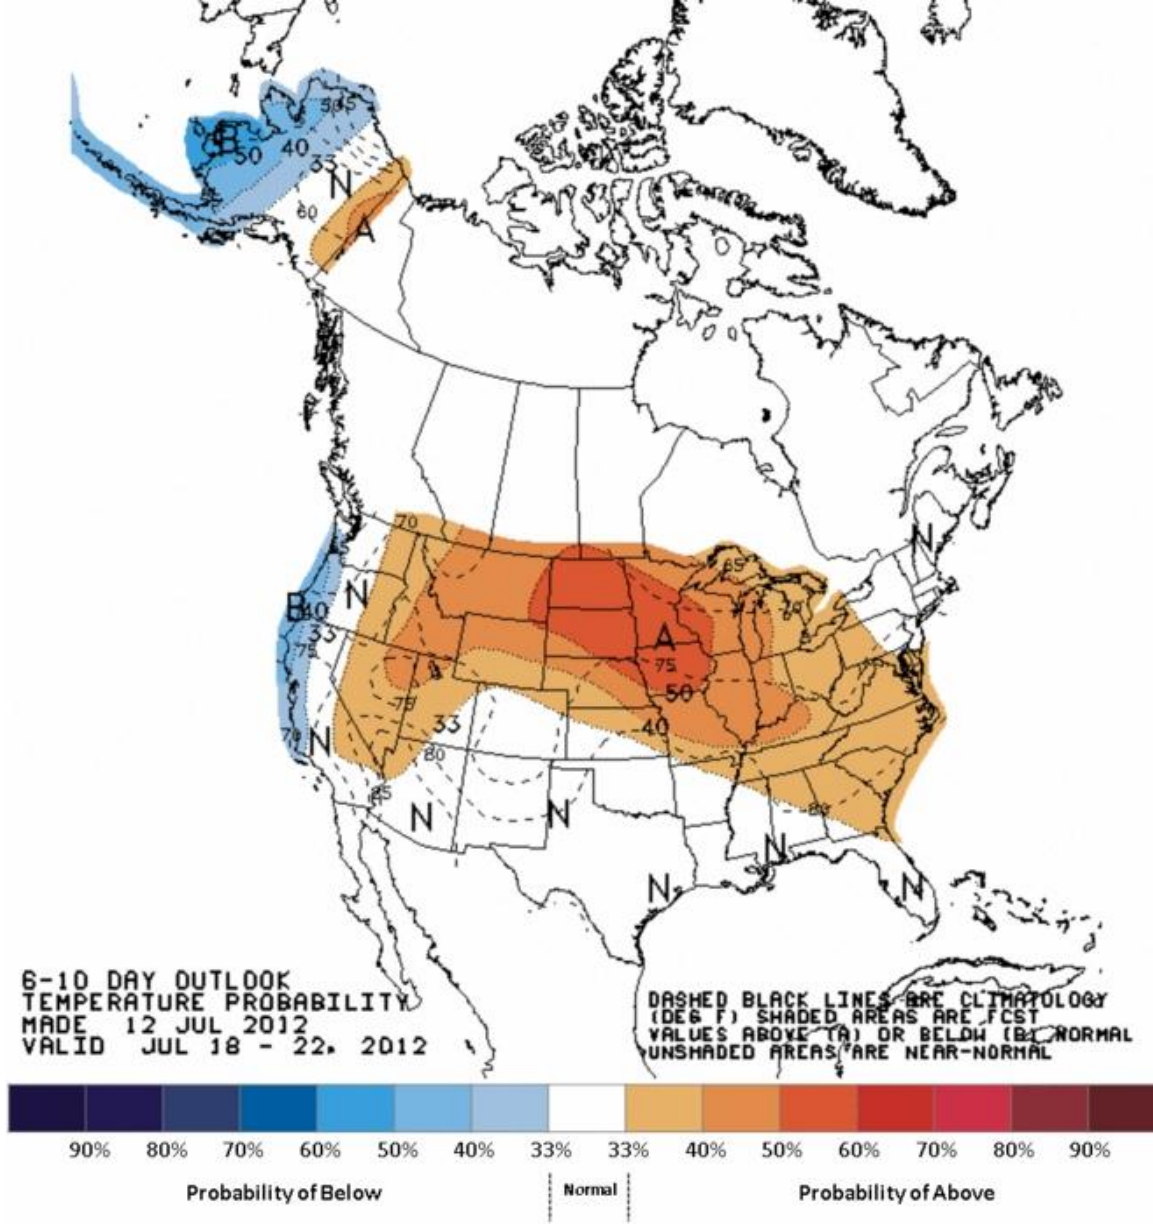 B
50
40
33
505
N
60
A
70
N
65
70
N
B
40
33
75
A
75
50
75
33
40
80
N
85
N
N
80
N
N
N
70
6-10 DAY OUTLOOK
TEMPERATURE PROBABILITY
MADE 12 JUL 2012
VALID JUL 18 - 22, 2012
DASHED BLACK LINES ARE CLIMATOLOGY
(DEG F) SHADED AREAS ARE FCST
VALUES ABOVE (A) OR BELOW (B) NORMAL
UNSHADED AREAS ARE NEAR-NORMAL
90% 80% 70% 60% 50% 40% 33% 33% 40% 50% 60% 70% 80% 90%
Probability of Below Normal Probability of Above